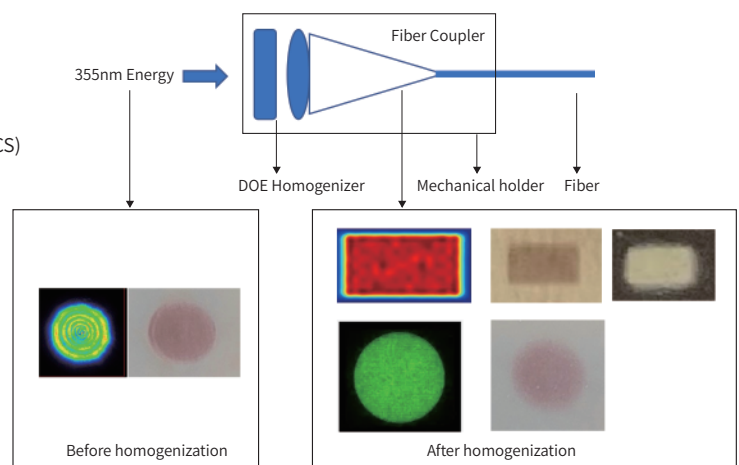 Fiber Coupler
355nm Energy
CS)
DOE Homogenizer
Mechanical holder
Fiber
Before homogenization
After homogenization